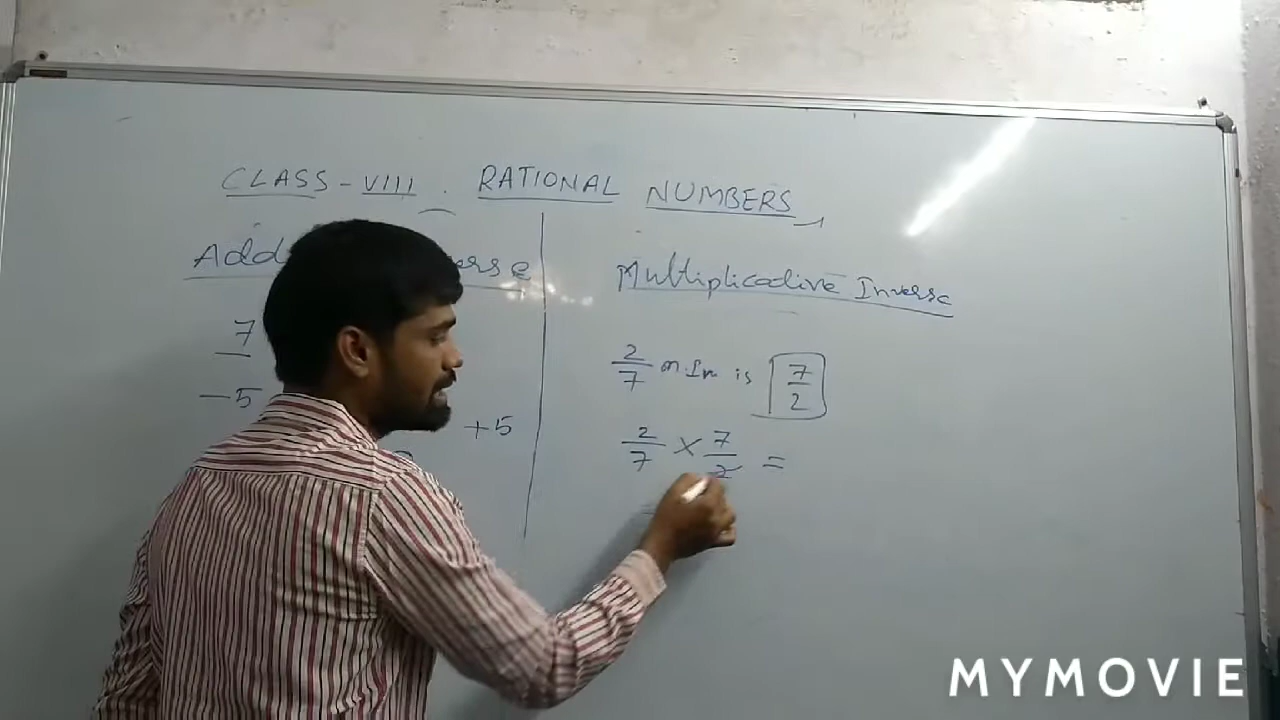 CLASS-VIII. RATIONAL NUMBERS
Multiplicative Inverse
7
-5
+5
2/7 m.In is 7/2
2/7 × 7/2 =
MYMOVIE